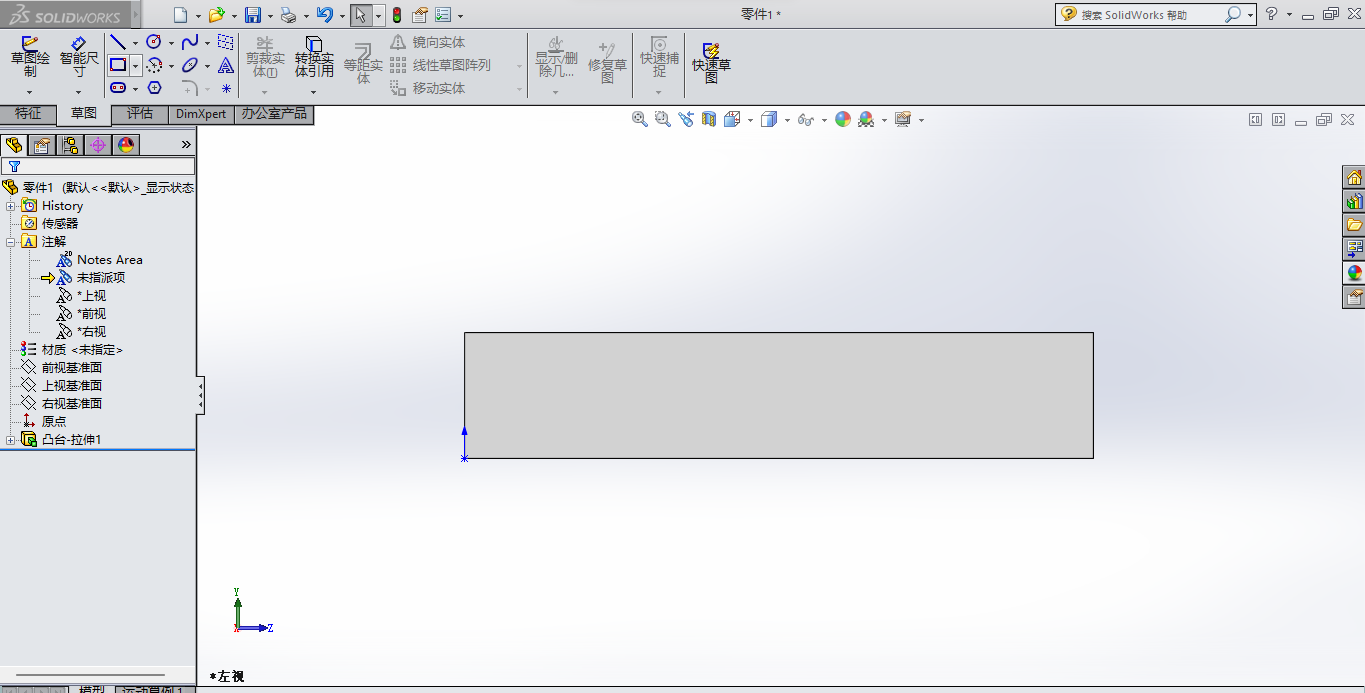 SOLIDWORKS
零件1 *
搜索 SolidWorks 帮助
草图绘制
智能尺寸
剪裁实体(I)
转换实体引用
等距实体
镜向实体
线性草图阵列
移动实体
显示/删除几...
修复草图
快速捕捉
快速草图
特征
草图
评估
DimXpert
办公室产品
零件1 (默认<<默认>_显示状态
History
传感器
注解
Notes Area
未指派项
*上视
*前视
*右视
材质 <未指定>
前视基准面
上视基准面
右视基准面
原点
凸台-拉伸1
Y
X
Z
*左视
模型
运动算例 1